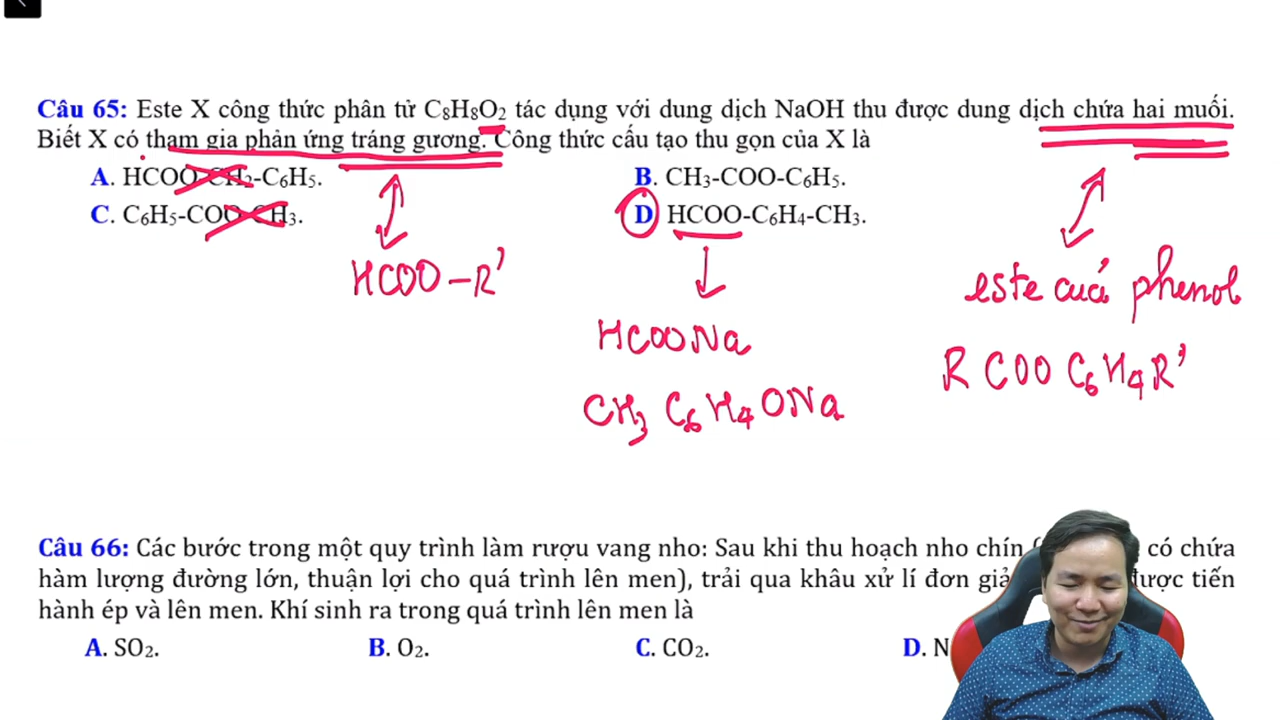 Câu 65: Este X công thức phân tử C₈H₈O₂ tác dụng với dung dịch NaOH thu được dung dịch chứa hai muối.
Biết X có tham gia phản ứng tráng gương. Công thức cấu tạo thu gọn của X là
A. HCOO-CH₂-C₆H₅.
B. CH₃-COO-C₆H₅.
C. C₆H₅-COO-CH₃.
D HCOO-C₆H₄-CH₃.
HCOO-R'
HCOONa
CH₃ C₆H₄ONa
este cuả phenol
R COO C₆H₄R'
Câu 66: Các bước trong một quy trình làm rượu vang nho: Sau khi thu hoạch nho chín có chứa
hàm lượng đường lớn, thuận lợi cho quá trình lên men), trải qua khâu xử lí đơn được tiến
hành ép và lên men. Khí sinh ra trong quá trình lên men là
A. SO₂.
B. O₂.
C. CO₂.
D. N